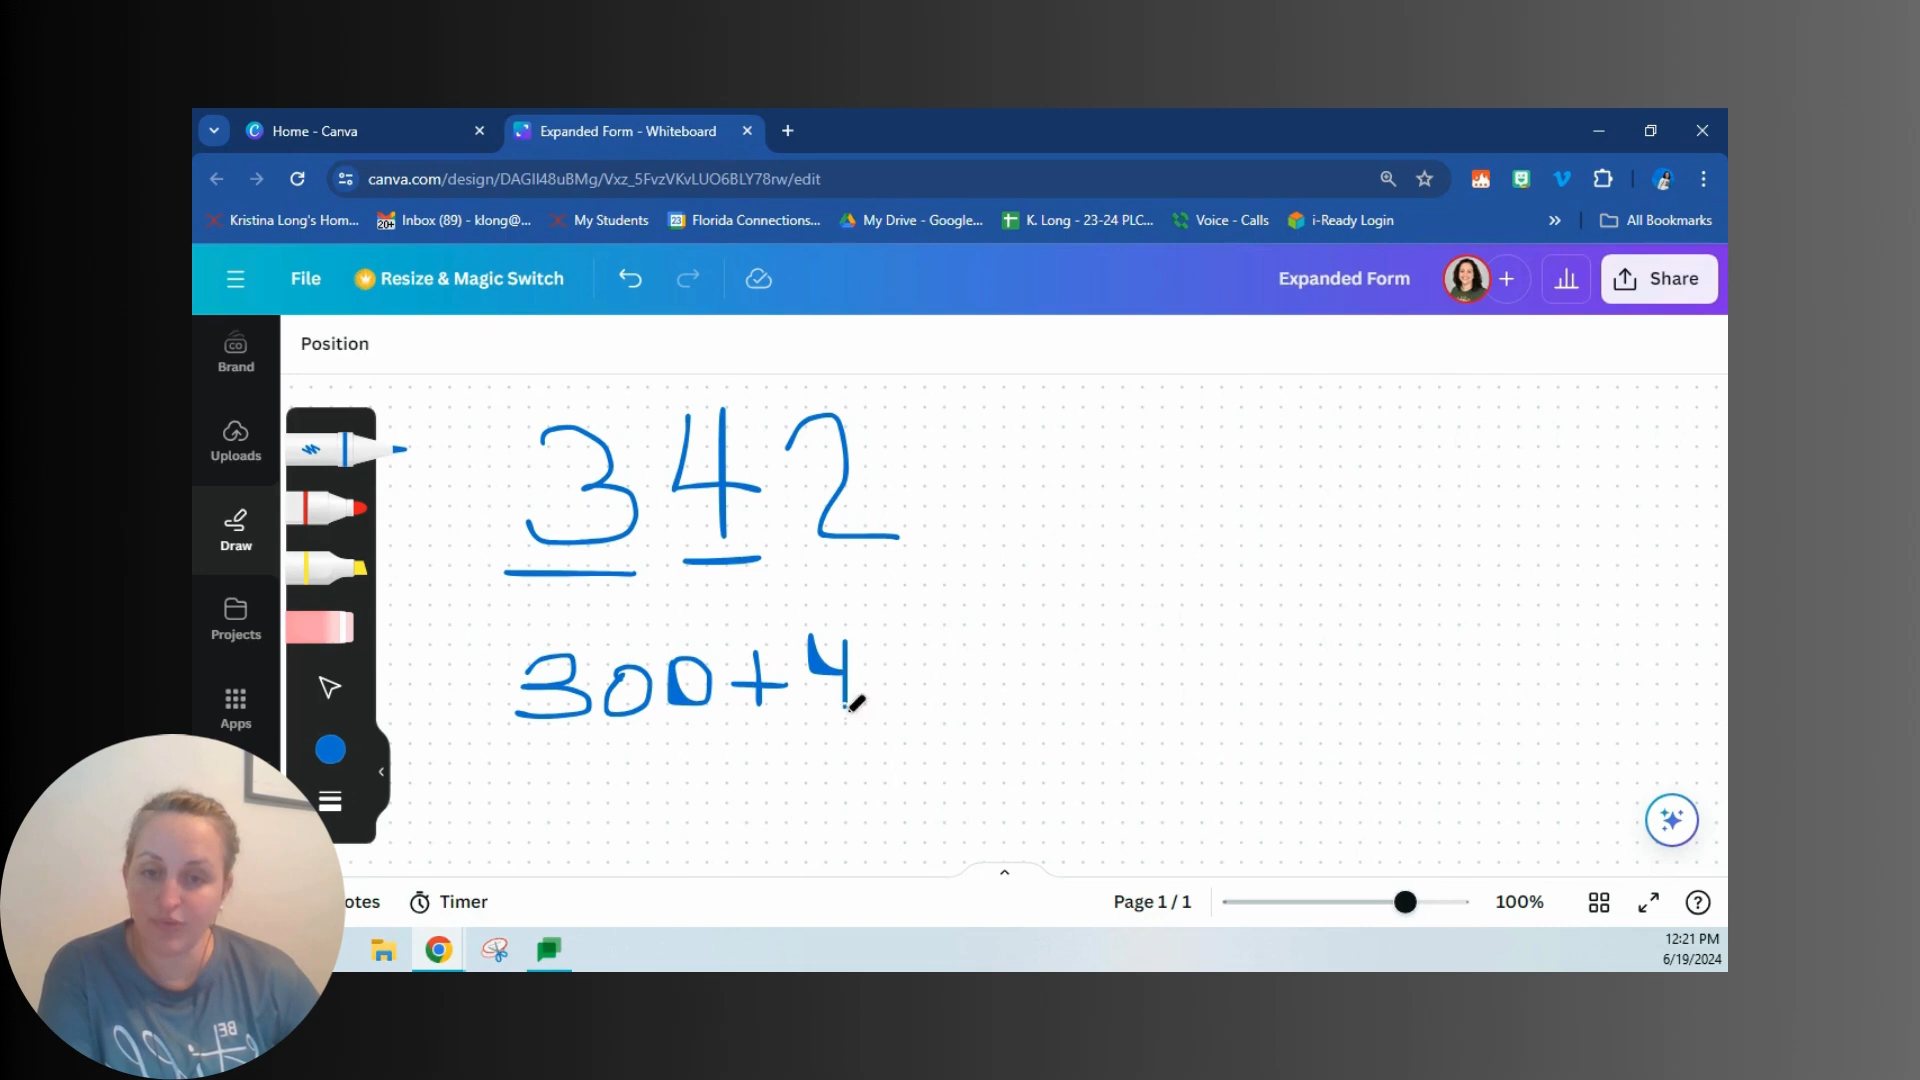 Home - Canva
Expanded Form - Whiteboard
canva.com/design/DAGIl48uBMg/Vxz_5FvzVKvLUO6BLY78rw/edit
Kristina Long's Hom...
20+
Inbox (89) - klong@...
My Students
23
Florida Connections...
My Drive - Google...
K. Long - 23-24 PLC...
Voice - Calls
i-Ready Login
All Bookmarks
File
Resize & Magic Switch
Expanded Form
Share
Position
CO
Brand
Uploads
Draw
Projects
Apps
342
300+4
otes
Timer
Page 1 / 1
100%
12:21 PM
6/19/2024